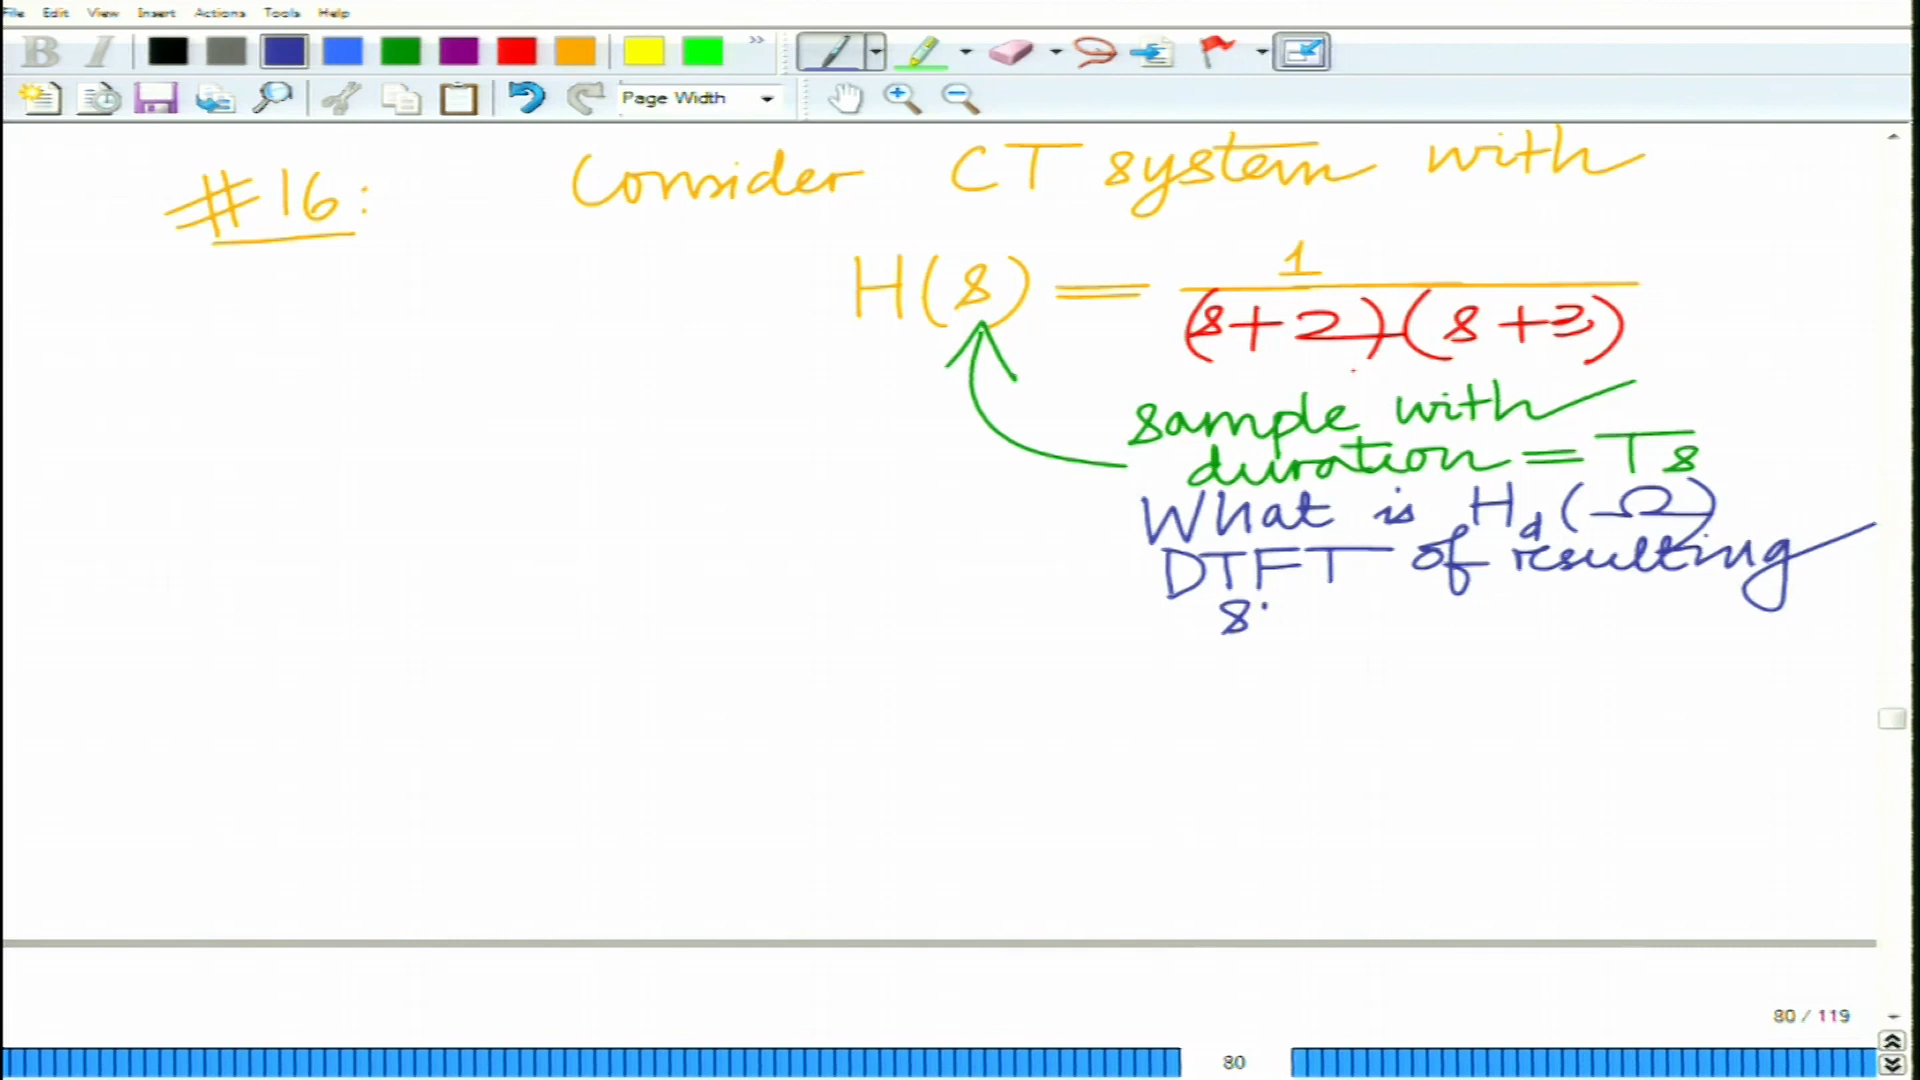 File Edit View Insert Actions Tools Help
B I
Page Width
#16: Consider CT system with
H(s) = 1
(s+2)(s+3)
sample with
duration = Ts
What is Hd(Ω)
DTFT of resulting
s
80 / 119
80